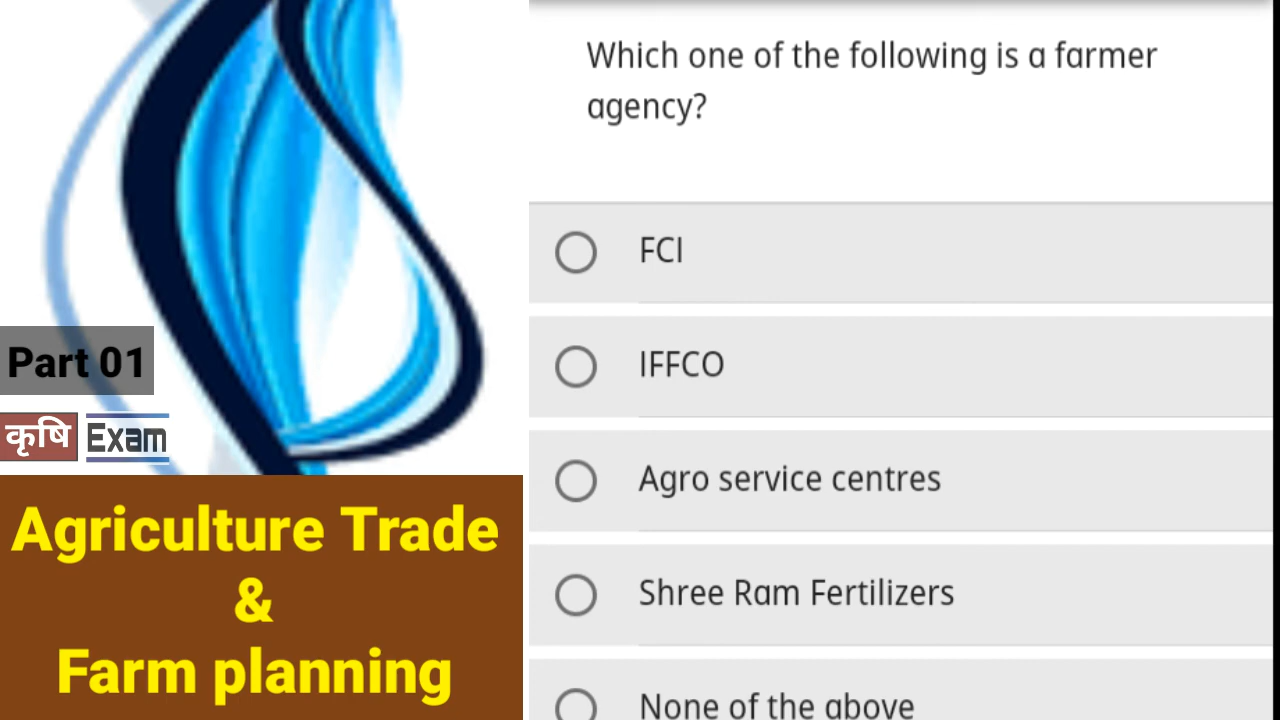 Part 01
कृषि Exam
Agriculture Trade
&
Farm planning
Which one of the following is a farmer
agency?
FCI
IFFCO
Agro service centres
Shree Ram Fertilizers
None of the above